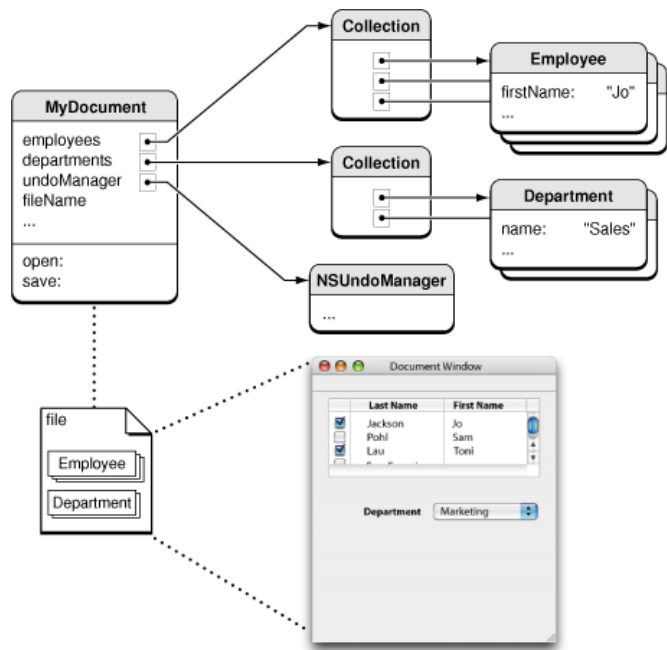 Collection
Employee
firstName: "Jo"
...
MyDocument
employees
departments
undoManager
fileName
...
open:
save:
Collection
Department
name: "Sales"
...
NSUndoManager
...
file
Employee
Department
Document Window
Last Name First Name
Jackson Jo
Pohl Sam
Lau Toni
Department Marketing